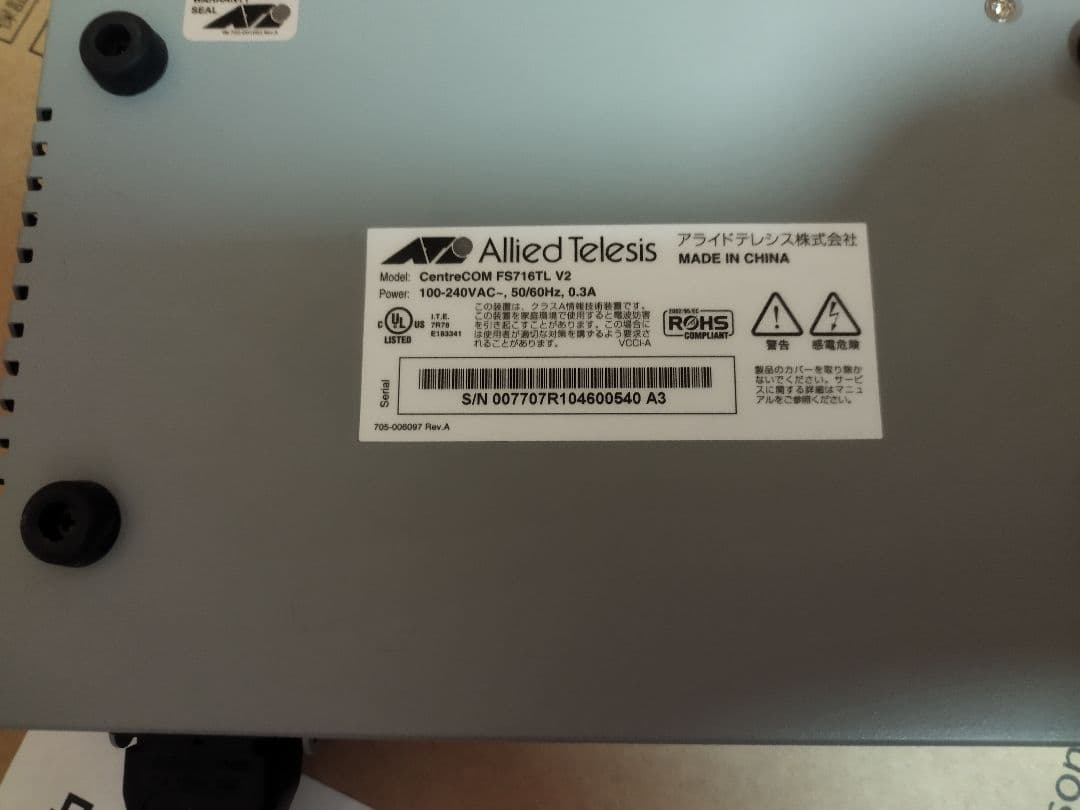 SEAL
Allied Telesis
アライドテレシス株式会社
MADE IN CHINA
Model: CentreCOM FS716TL V2
Power: 100-240VAC~, 50/60Hz, 0.3A
C UL US
LISTED
I.T.E.
7R78
E183341
この装置は、クラスA情報技術装置です。
この装置を家庭環境で使用すると電波妨害
を引き起こすことがあります。この場合に
は使用者が適切な対策を講ずるよう要求さ
れることがあります。 VCCI-A
2002/95/EC
ROHS
COMPLIANT
警告
感電危険
製品のカバーを取り除か
ないでください。サービ
スに関する詳細はマニュ
アルをご参照ください。
Serial
S/N 007707R104600540 A3
705-006097 Rev.A